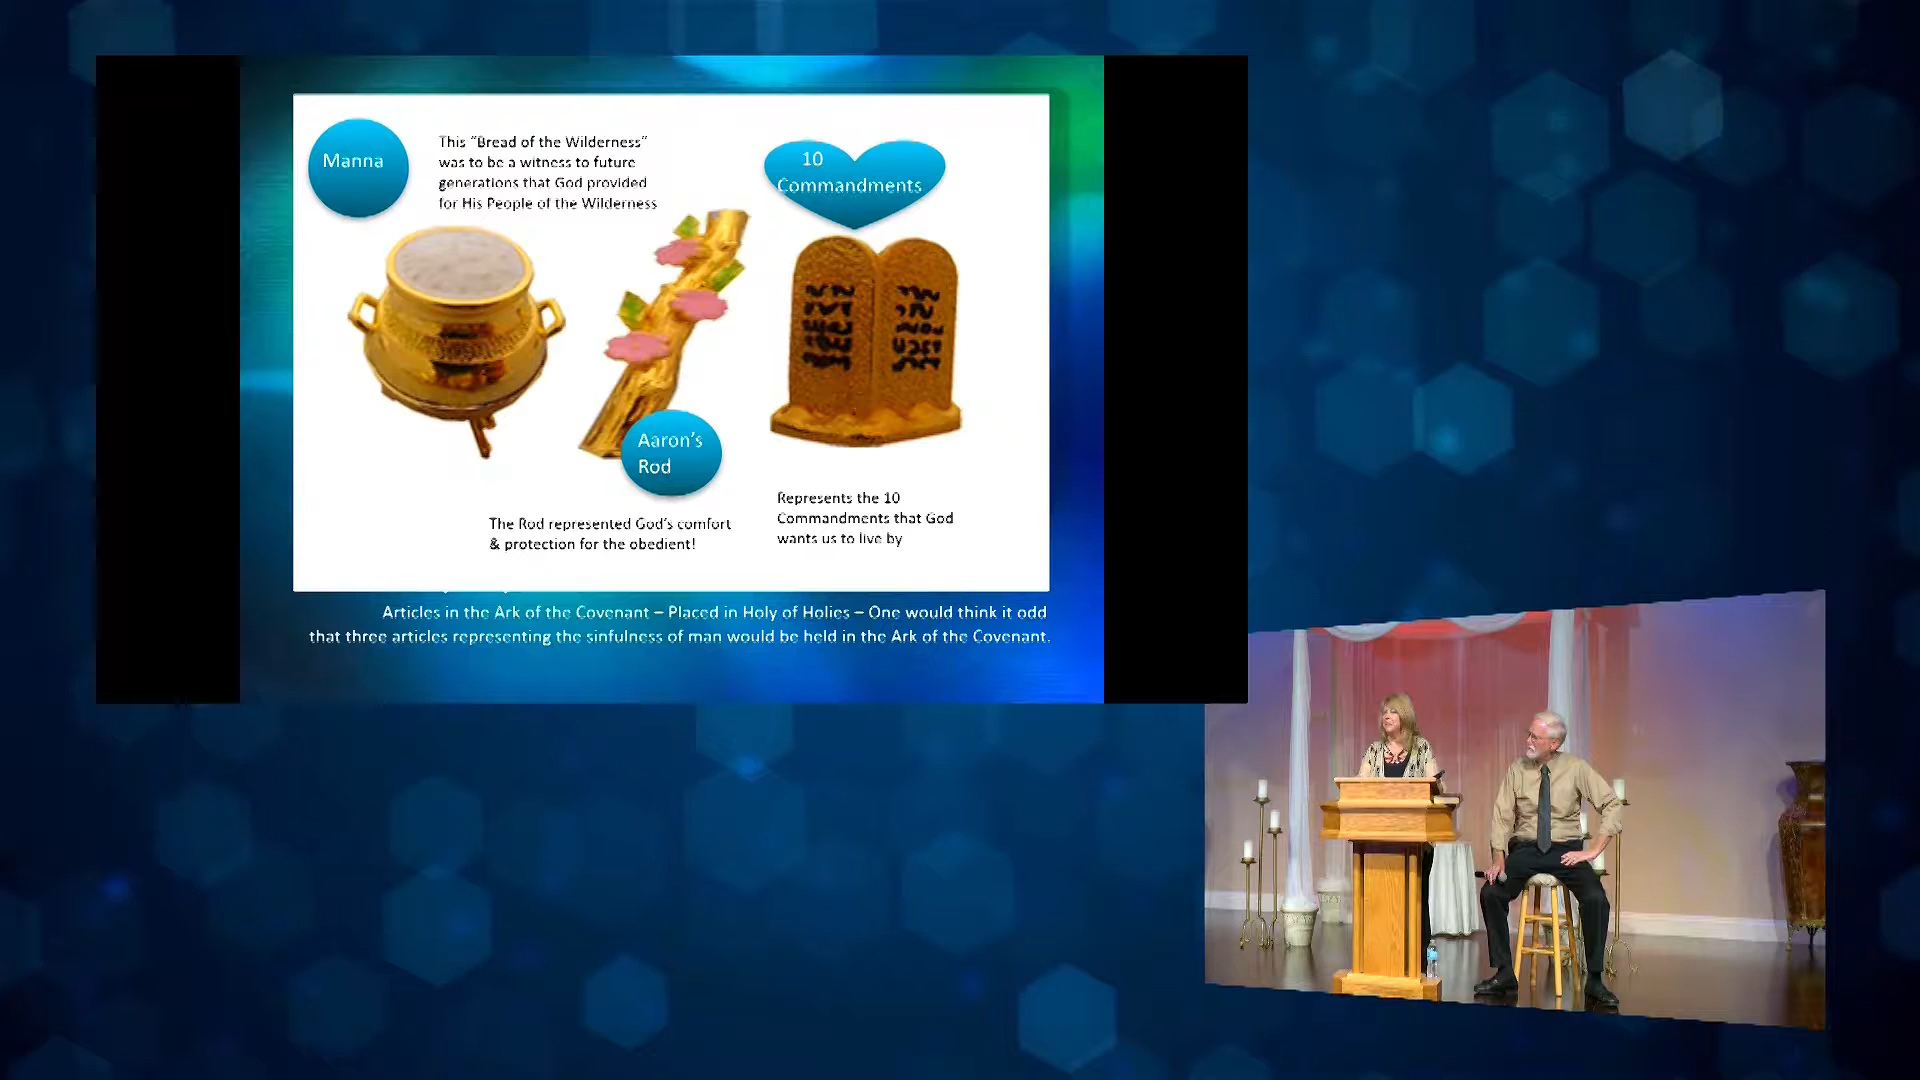 Manna
This “Bread of the Wilderness”
was to be a witness to future
generations that God provided
for His People of the Wilderness
10
Commandments
Aaron’s
Rod
The Rod represented God’s comfort
& protection for the obedient!
Represents the 10
Commandments that God
wants us to live by
Articles in the Ark of the Covenant – Placed in Holy of Holies – One would think it odd
that three articles representing the sinfulness of man would be held in the Ark of the Covenant.